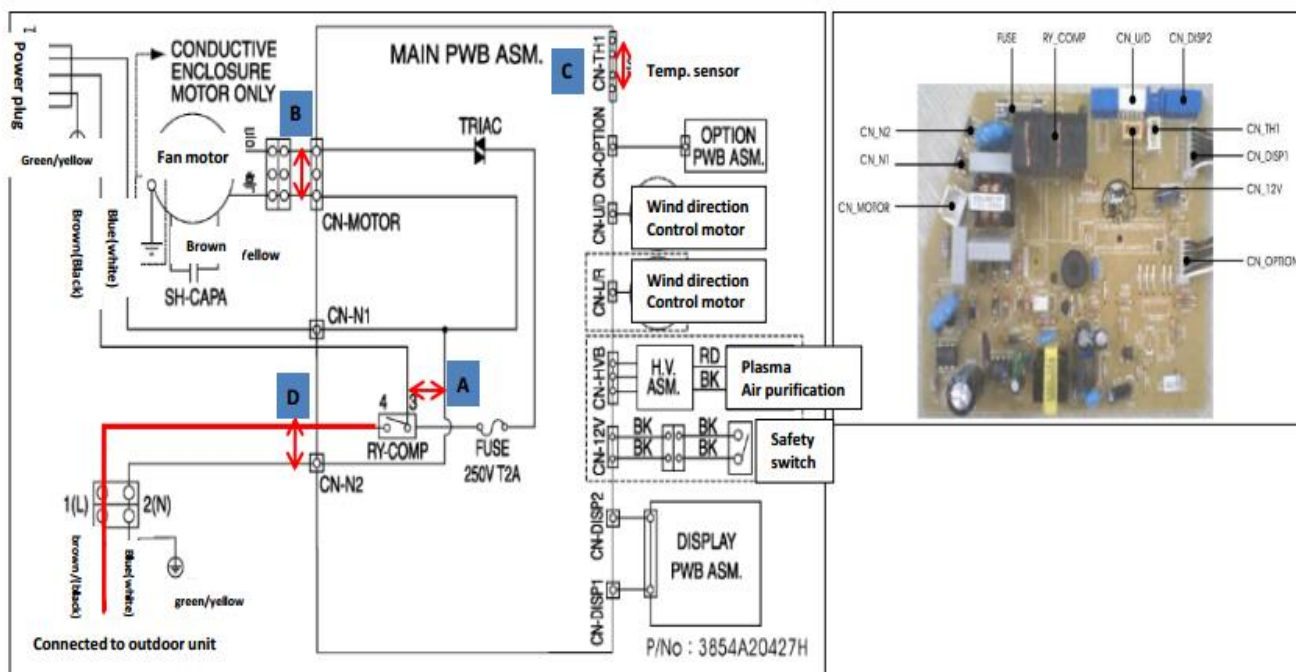 Power plug
Green/yellow
Brown(Black)
Blue(white)
CONDUCTIVE
ENCLOSURE
MOTOR ONLY
Fan motor
Brown
Yellow
SH-CAPA
B
CN-MOTOR
MAIN PWB ASM.
TRIAC
C
CN-TH1
Temp. sensor
CN-OPTION
OPTION
PWB ASM.
CN-U/D
Wind direction
Control motor
CN-L/R
Wind direction
Control motor
CN-HVB
H.V.
ASM.
RD
BK
Plasma
Air purification
CN-12V
BK
BK
BK
BK
Safety
switch
CN-N1
A
D
4
3
RY-COMP
FUSE
250V T2A
CN-N2
1(L)
2(N)
brown/(black)
Blue(white)
green/yellow
Connected to outdoor unit
CN-DISP2
CN-DISP1
DISPLAY
PWB ASM.
P/No : 3854A20427H
FUSE
RY_COMP
CN_U/D
CN_DISP2
CN_N2
CN_N1
CN_MOTOR
CN_TH1
CN_DISP1
CN_12V
CN_OPTION